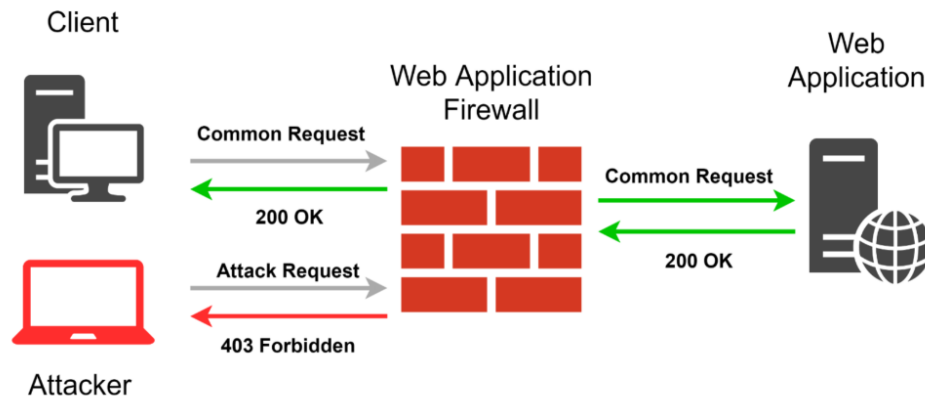 Client
Web Application
Firewall
Web
Application
Common Request
200 OK
Common Request
200 OK
Attack Request
403 Forbidden
Attacker